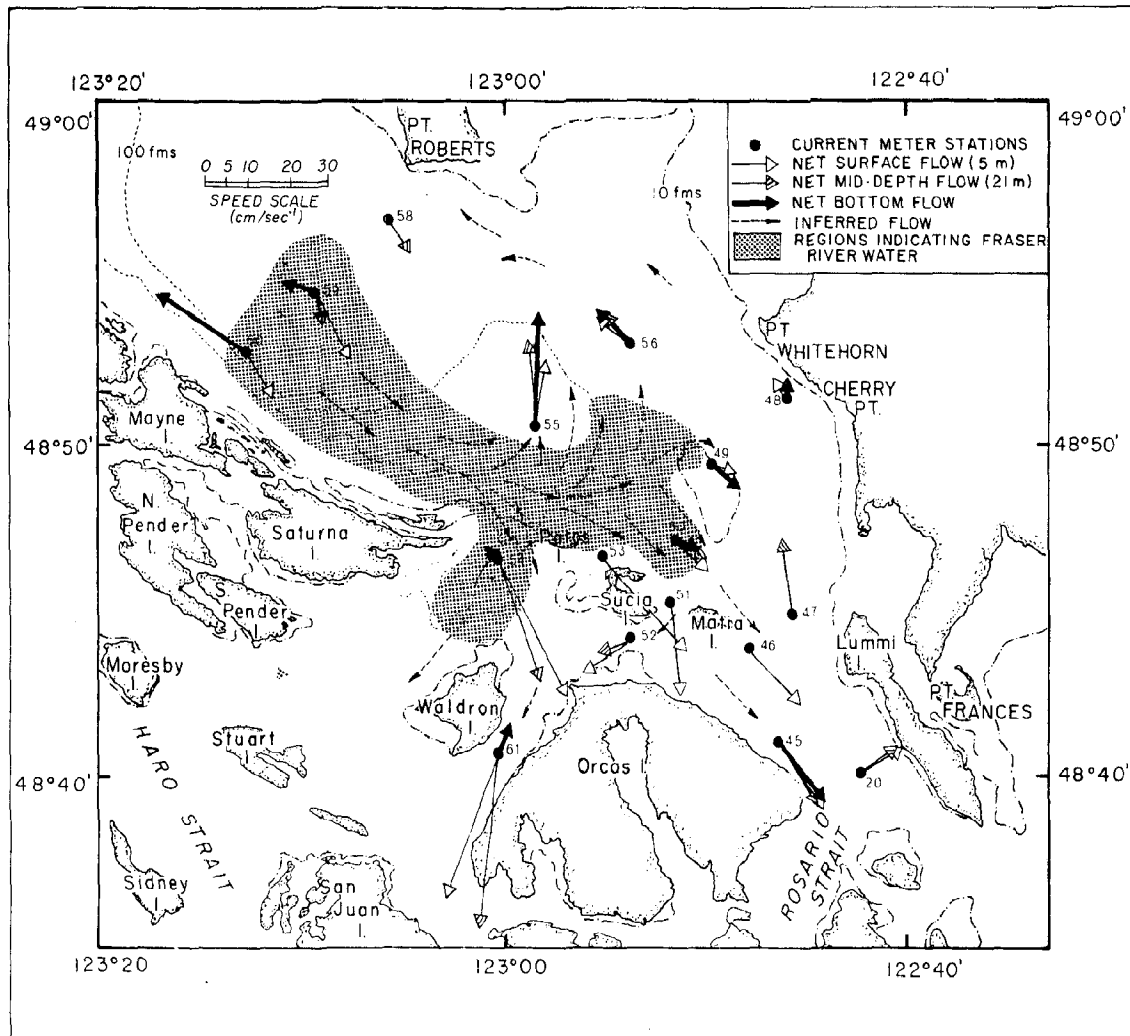 123°20'
123°00'
122°40'
49°00'
49°00'
PT.
ROBERTS
100 fms
0 5 10 20 30
SPEED SCALE
(cm/sec⁻¹)
10 fms
CURRENT METER STATIONS
NET SURFACE FLOW (5 m)
NET MID-DEPTH FLOW (21 m)
NET BOTTOM FLOW
INFERRED FLOW
REGIONS INDICATING FRASER
RIVER WATER
58
59
56
PT.
WHITEHORN
CHERRY
PT.
48
Mayne
I.
55
48°50'
48°50'
49
N.
Pender
I.
Saturna
I.
53
S.
Pender
I.
Sucia
I.
51
Matia
I.
47
52
46
Lummi
I.
Moresby
I.
PT.
FRANCES
Waldron
I.
Stuart
I.
61
45
Orcas I.
20
48°40'
48°40'
HARO STRAIT
ROSARIO
STRAIT
Sidney
I.
San
Juan
I.
123°20'
123°00'
122°40'